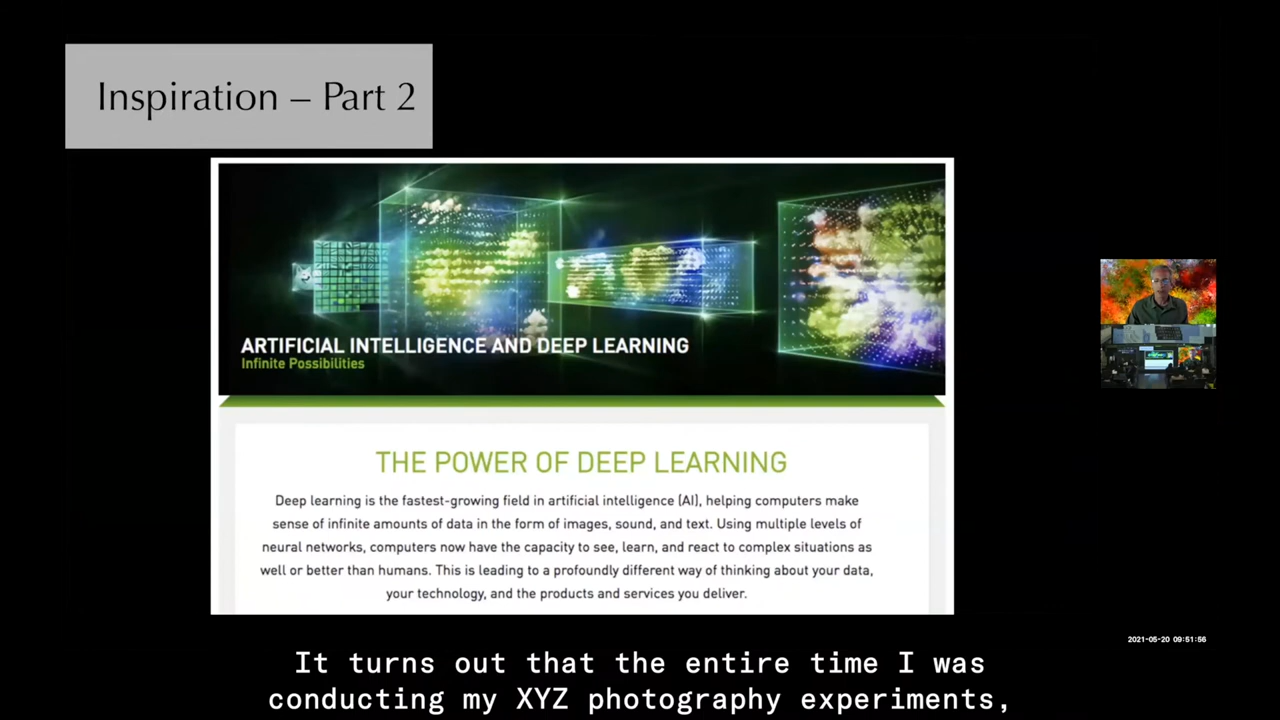 Inspiration – Part 2
ARTIFICIAL INTELLIGENCE AND DEEP LEARNING
Infinite Possibilities
THE POWER OF DEEP LEARNING
Deep learning is the fastest-growing field in artificial intelligence (AI), helping computers make
sense of infinite amounts of data in the form of images, sound, and text. Using multiple levels of
neural networks, computers now have the capacity to see, learn, and react to complex situations as
well or better than humans. This is leading to a profoundly different way of thinking about your data,
your technology, and the products and services you deliver.
2021-05-20 09:51:56
It turns out that the entire time I was
conducting my XYZ photography experiments,